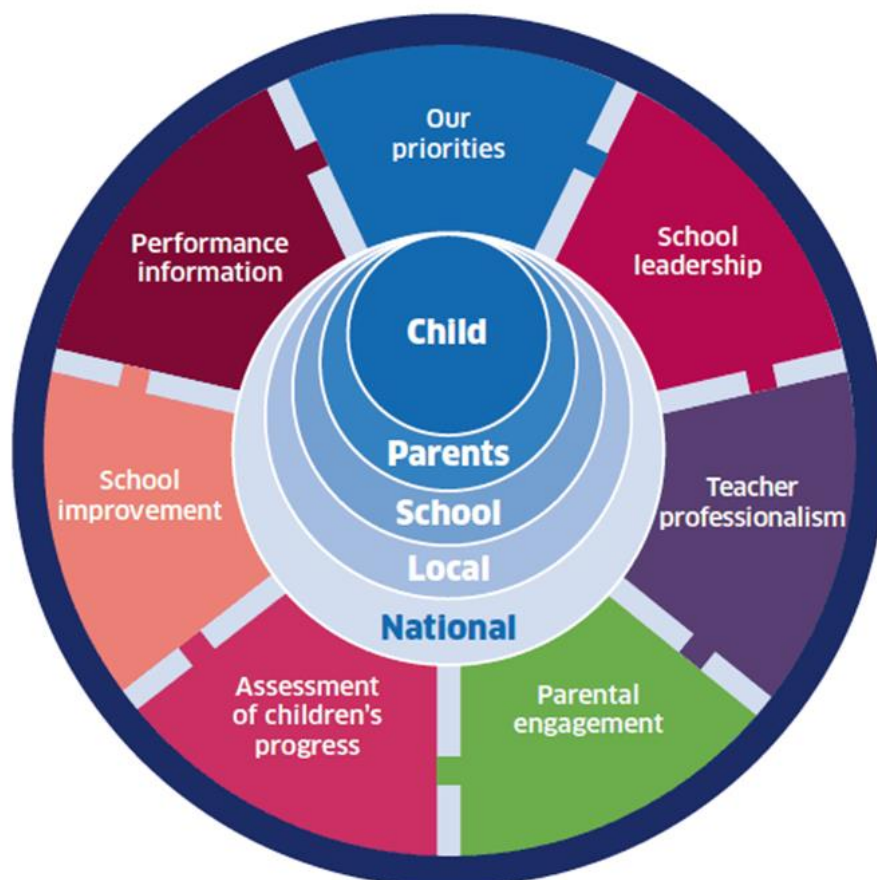 Our
priorities
School
leadership
Teacher
professionalism
Parental
engagement
Assessment
of children's
progress
School
improvement
Performance
information
Child
Parents
School
Local
National